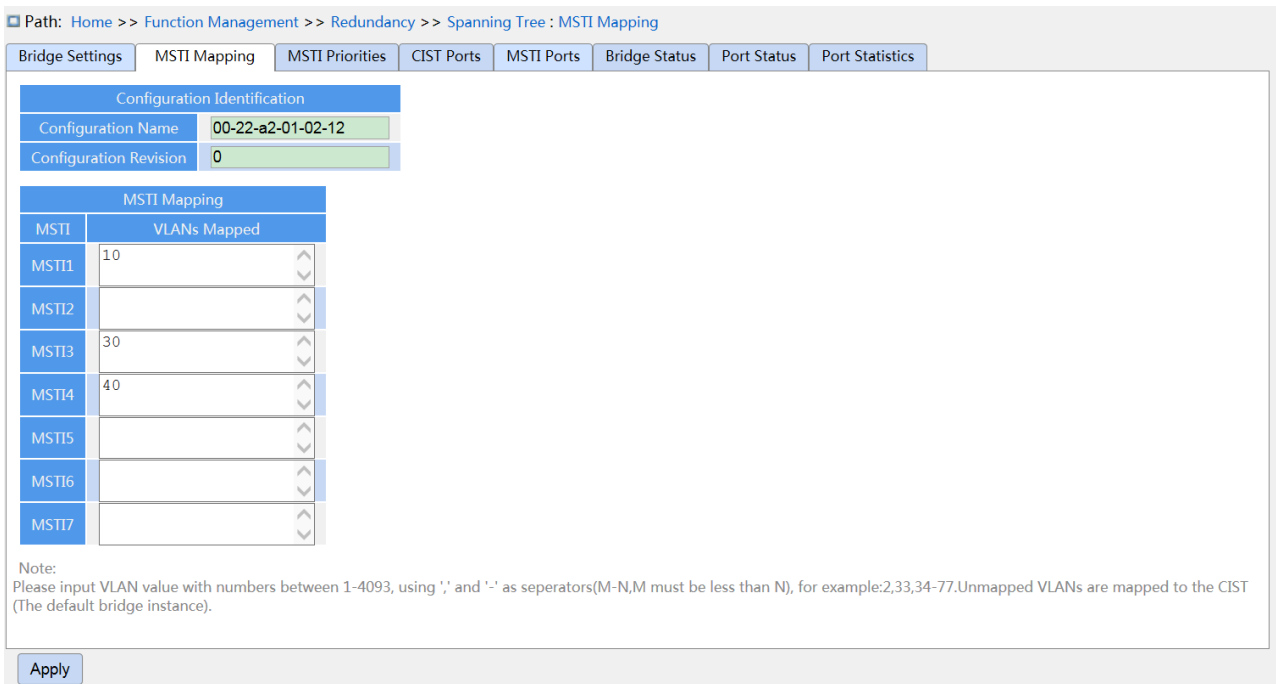 Path: Home >> Function Management >> Redundancy >> Spanning Tree : MSTI Mapping
Bridge Settings MSTI Mapping MSTI Priorities CIST Ports MSTI Ports Bridge Status Port Status Port Statistics
Configuration Identification
Configuration Name 00-22-a2-01-02-12
Configuration Revision 0
MSTI Mapping
MSTI VLANs Mapped
MSTI1 10
MSTI2
MSTI3 30
MSTI4 40
MSTI5
MSTI6
MSTI7
Note:
Please input VLAN value with numbers between 1-4093, using ',' and '-' as seperators(M-N,M must be less than N), for example:2,33,34-77.Unmapped VLANs are mapped to the CIST
(The default bridge instance).
Apply